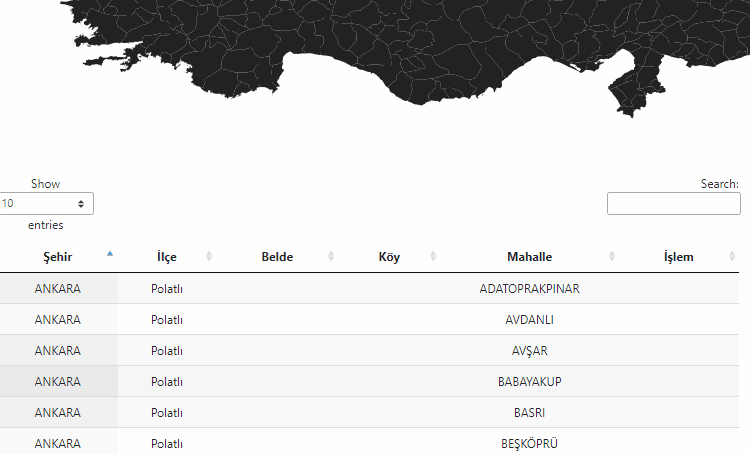 Show
10
entries
Search:
Şehir İlçe Belde Köy Mahalle İşlem
ANKARA Polatlı ADATOPRAKPINAR
ANKARA Polatlı AVDANLI
ANKARA Polatlı AVŞAR
ANKARA Polatlı BABAYAKUP
ANKARA Polatlı BASRI
ANKARA Polatlı BEŞKÖPRÜ